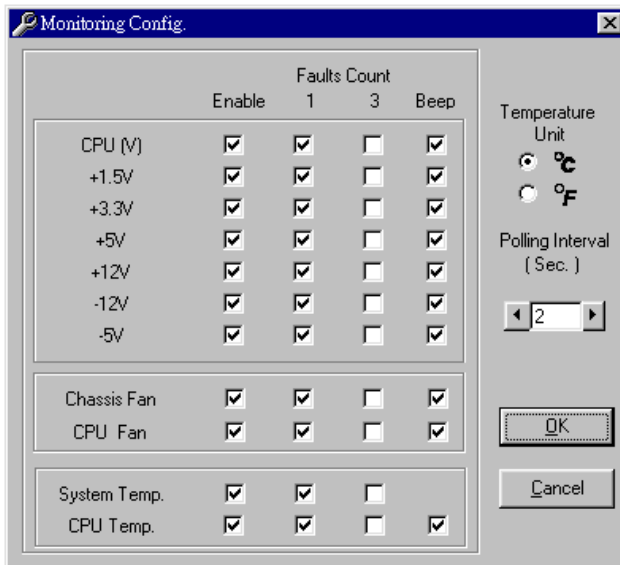 Monitoring Config.
Faults Count
Enable 1 3 Beep
CPU (V)
+1.5V
+3.3V
+5V
+12V
-12V
-5V
Chassis Fan
CPU Fan
System Temp.
CPU Temp.
Temperature
Unit
°C
°F
Polling Interval
( Sec. )
2
OK
Cancel